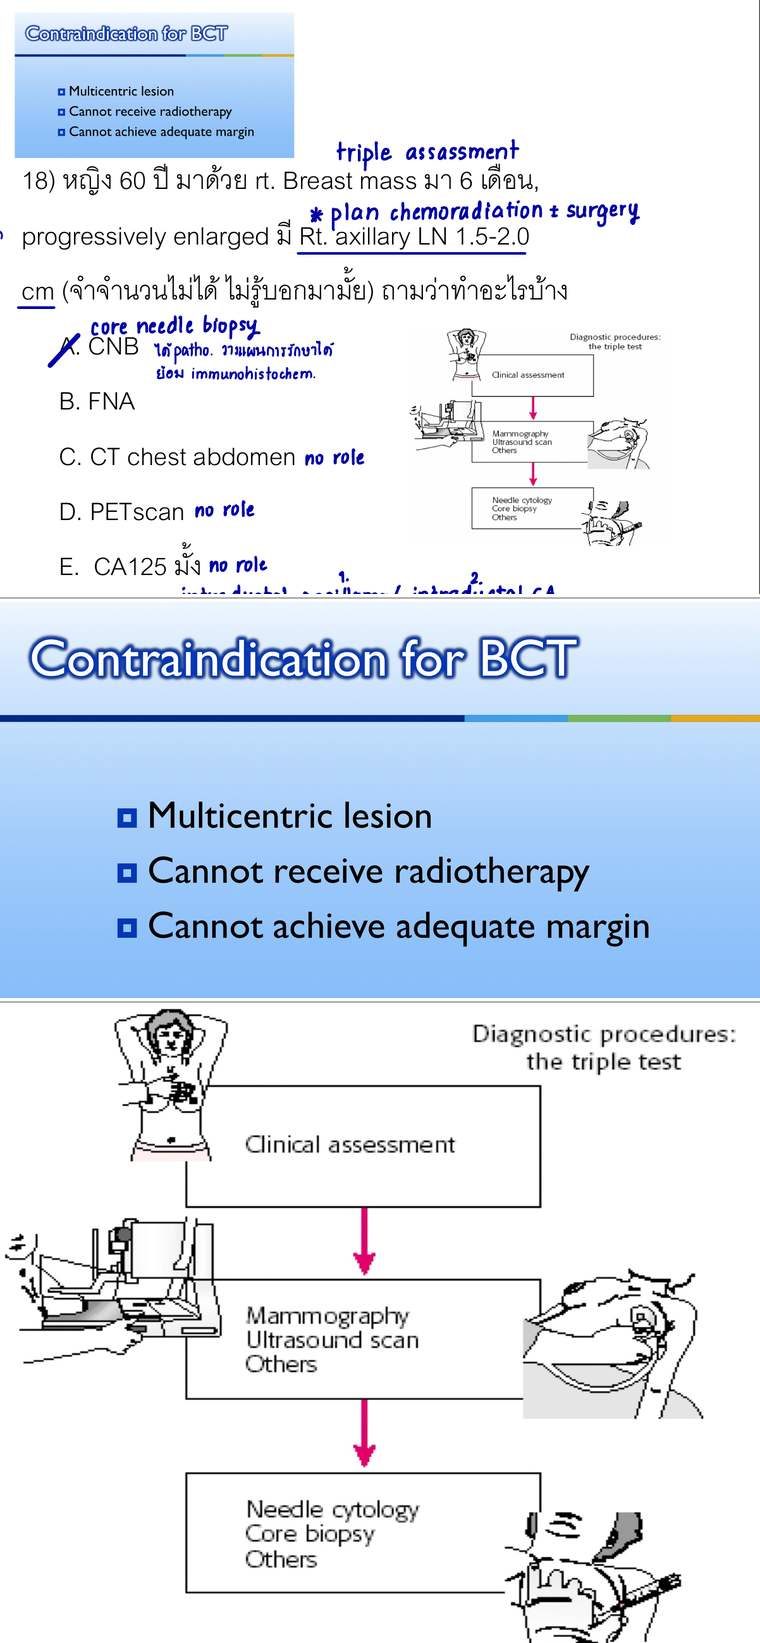 Contraindication for BCT
Multicentric lesion
Cannot receive radiotherapy
Cannot achieve adequate margin
triple assassment
18) หญิง 60 ปี มาด้วย rt. Breast mass มา 6 เดือน,
* plan chemoradiation ± surgery
progressively enlarged มี Rt. axillary LN 1.5-2.0
cm (จำจำนวนไม่ได้ ไม่รู้บอกมามั้ย) ถามว่าทำอะไรบ้าง
core needle biopsy
A. CNB ได้ patho. วางแผนการรักษาได้
ย้อม immunohistochem.
B. FNA
C. CT chest abdomen no role
D. PETscan no role
E. CA125 มั้ง no role
Diagnostic procedures:
the triple test
Clinical assessment
Mammography
Ultrasound scan
Others
Needle cytology
Core biopsy
Others
1. 2.
Contraindication for BCT
Multicentric lesion
Cannot receive radiotherapy
Cannot achieve adequate margin
Diagnostic procedures:
the triple test
Clinical assessment
Mammography
Ultrasound scan
Others
Needle cytology
Core biopsy
Others